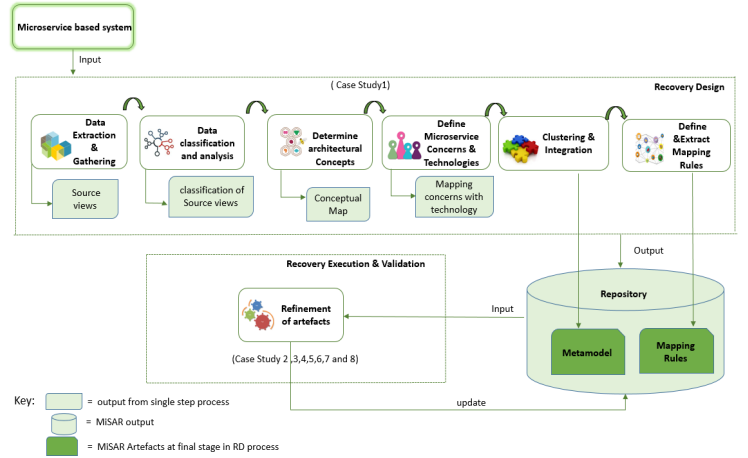 Microservice based system
Input
( Case Study1)
Recovery Design
Data
Extraction
&
Gathering
Data
classification
and analysis
Determine
architectural
Concepts
Define
Microservice
Concerns &
Technologies
Clustering &
Integration
Define
&Extract
Mapping
Rules
Source
views
classification of
Source views
Conceptual
Map
Mapping
concerns with
technology
Output
Recovery Execution & Validation
Refinement
of artefacts
(Case Study 2 ,3,4,5,6,7 and 8)
Input
Repository
Metamodel
Mapping
Rules
update
Key:
= output from single step process
= MiSAR output
= MiSAR Artefacts at final stage in RD process